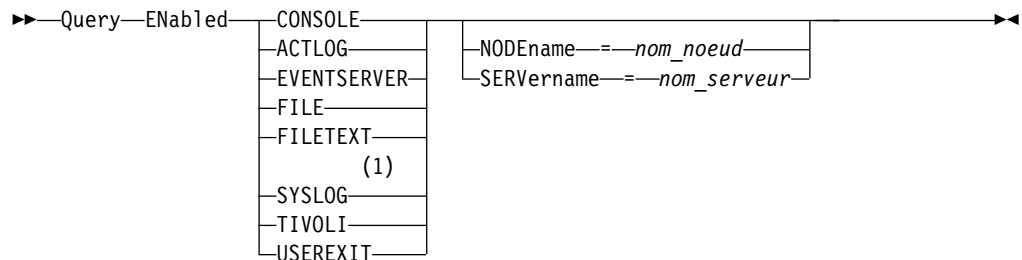 Query ENabled CONSOLE
ACTLOG NODEname = nom_noeud
EVENTSERVER SERVername = nom_serveur
FILE
FILETEXT
(1)
SYSLOG
TIVOLI
USEREXIT